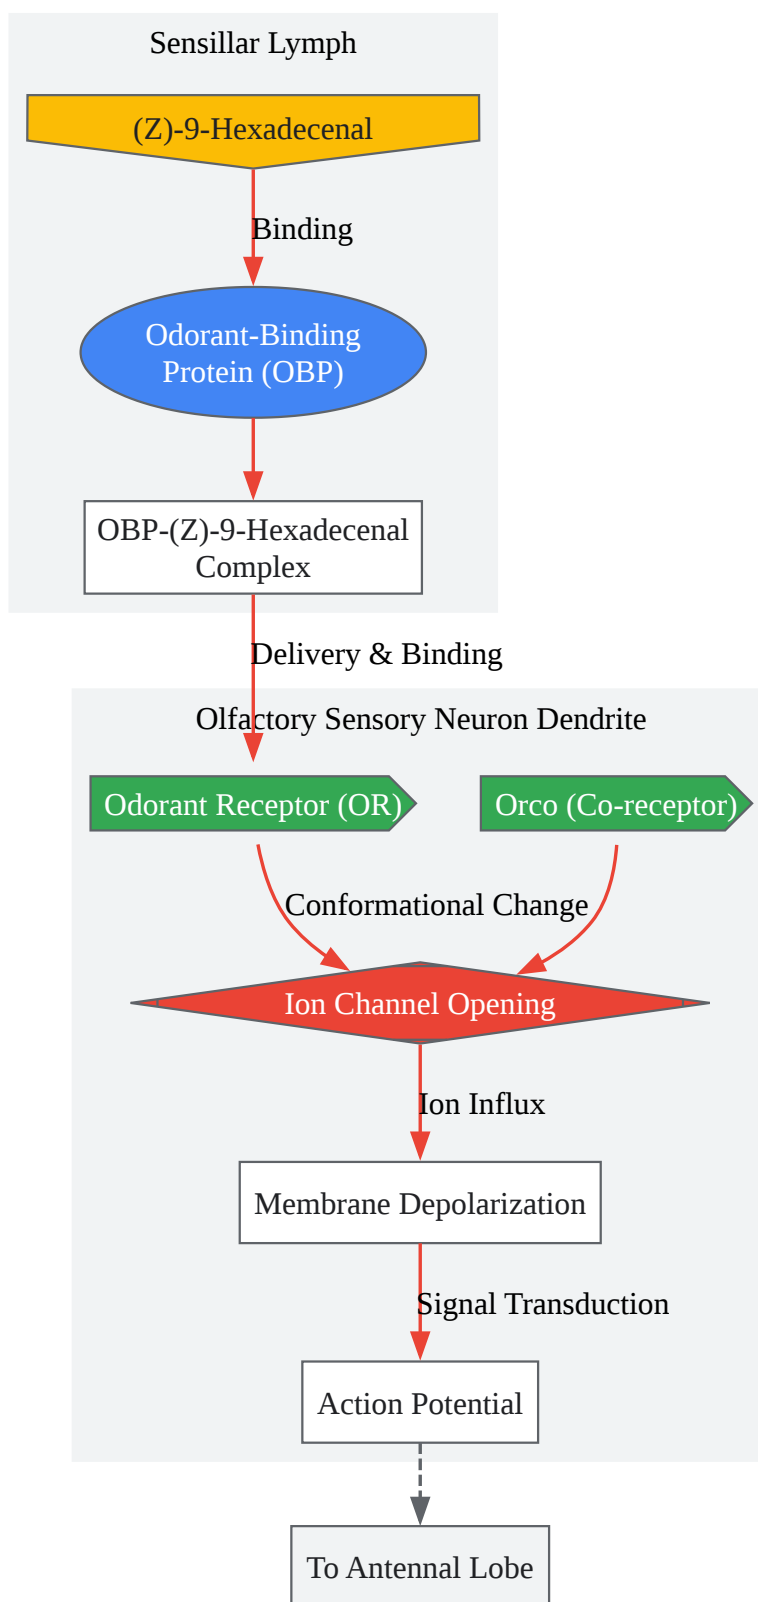 Sensillar Lymph
(Z)-9-Hexadecenal
Binding
Odorant-Binding
Protein (OBP)
OBP-(Z)-9-Hexadecenal
Complex
Delivery & Binding
Olfactory Sensory Neuron Dendrite
Odorant Receptor (OR)
Orco (Co-receptor)
Conformational Change
Ion Channel Opening
Ion Influx
Membrane Depolarization
Signal Transduction
Action Potential
To Antennal Lobe